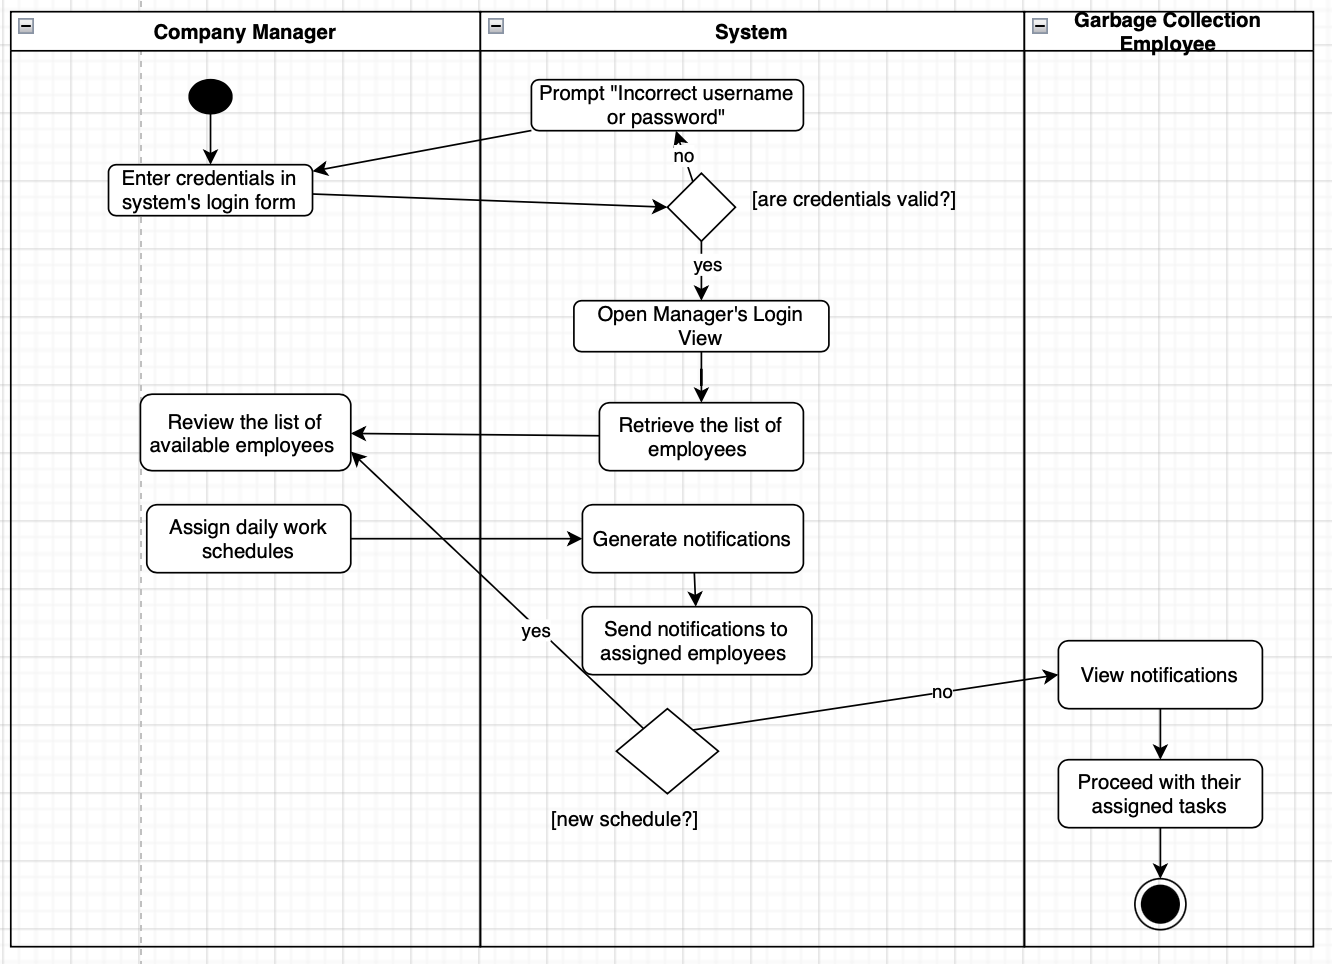 Company Manager
System
Garbage Collection
Employee
Prompt "Incorrect username
or password"
no
Enter credentials in
system's login form
[are credentials valid?]
yes
Open Manager's Login
View
Review the list of
available employees
Retrieve the list of
employees
Assign daily work
schedules
Generate notifications
yes
Send notifications to
assigned employees
no
View notifications
[new schedule?]
Proceed with their
assigned tasks